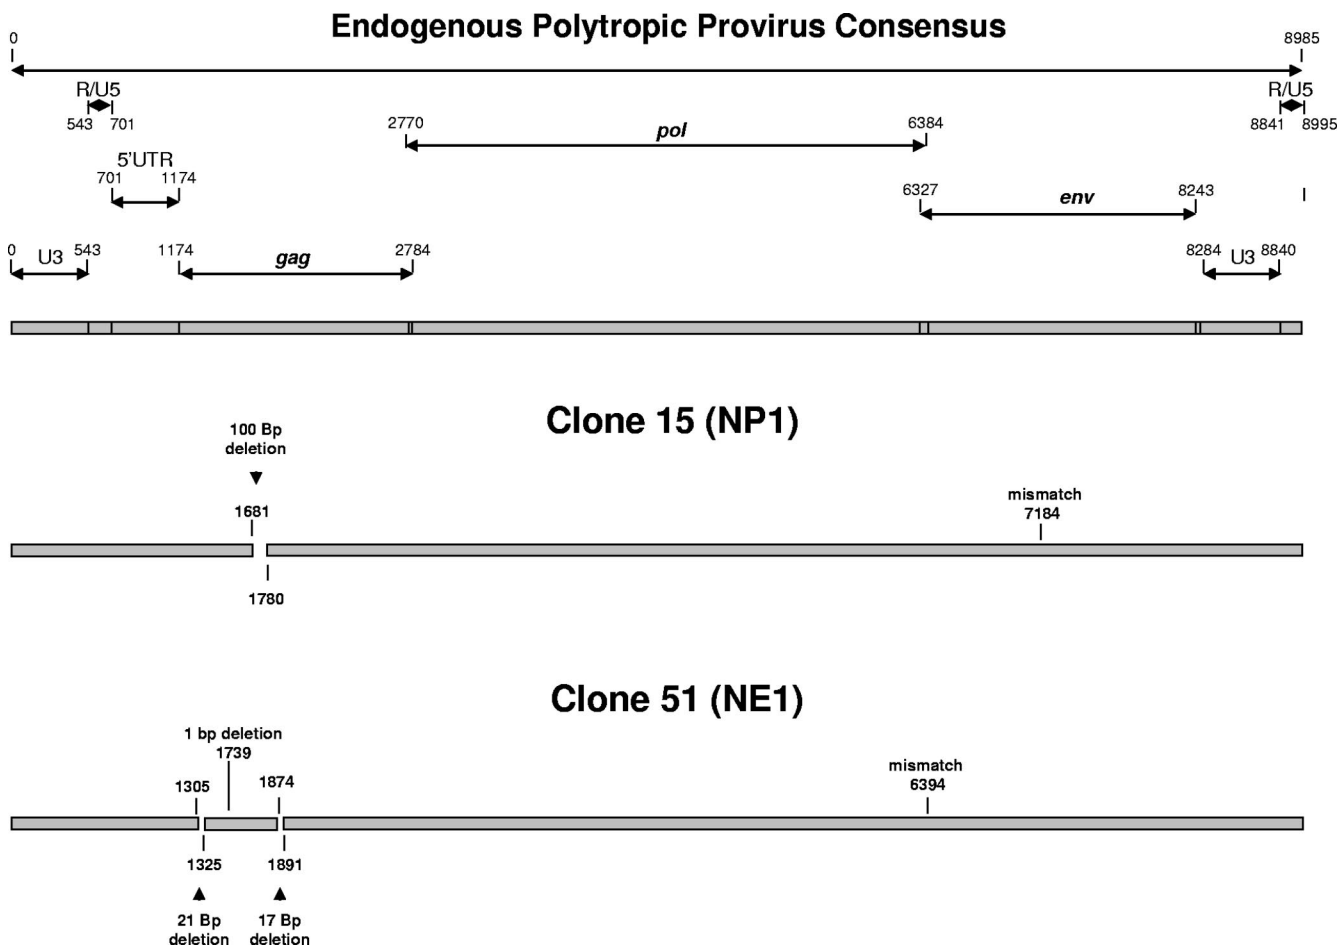 Endogenous Polytropic Provirus Consensus
0 8985
R/U5 R/U5
543 701 2770 pol 6384 8841 8995
5'UTR
701 1174 6327 env 8243
0 U3 543 1174 gag 2784 8284 U3 8840
Clone 15 (NP1)
100 Bp
deletion
1681
mismatch
7184
1780
Clone 51 (NE1)
1 bp deletion
1739
1305 1874
mismatch
6394
1325 1891
21 Bp
deletion
17 Bp
deletion